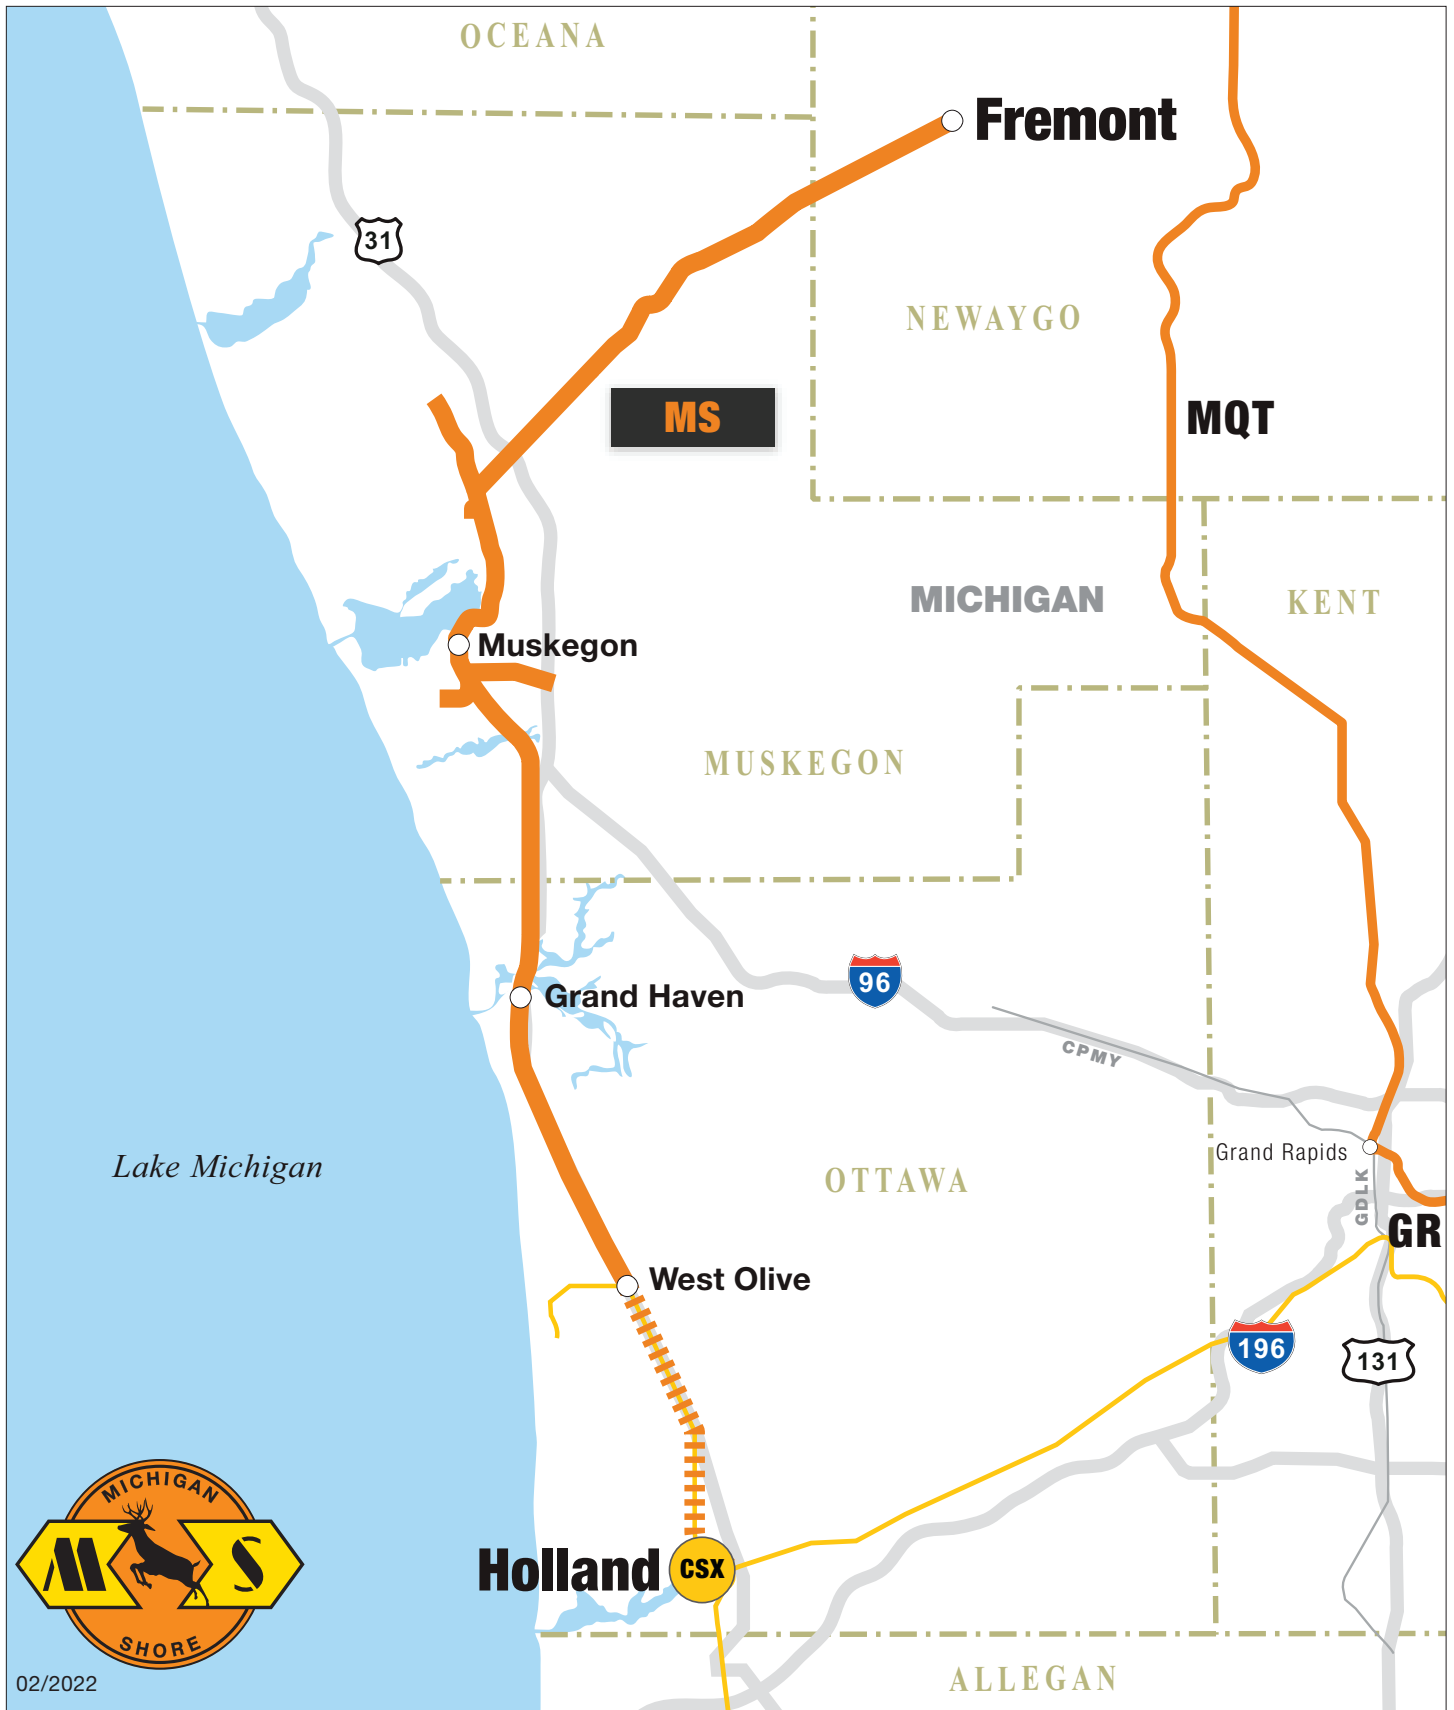 OCEANA
Fremont
31
NEWAYGO
MS
MQT
MICHIGAN
KENT
Muskegon
MUSKEGON
96
Grand Haven
CPMY
Grand Rapids
Lake Michigan
OTTAWA
GDLK
GR
West Olive
196
131
MICHIGAN
M S
SHORE
Holland
CSX
02/2022
ALLEGAN